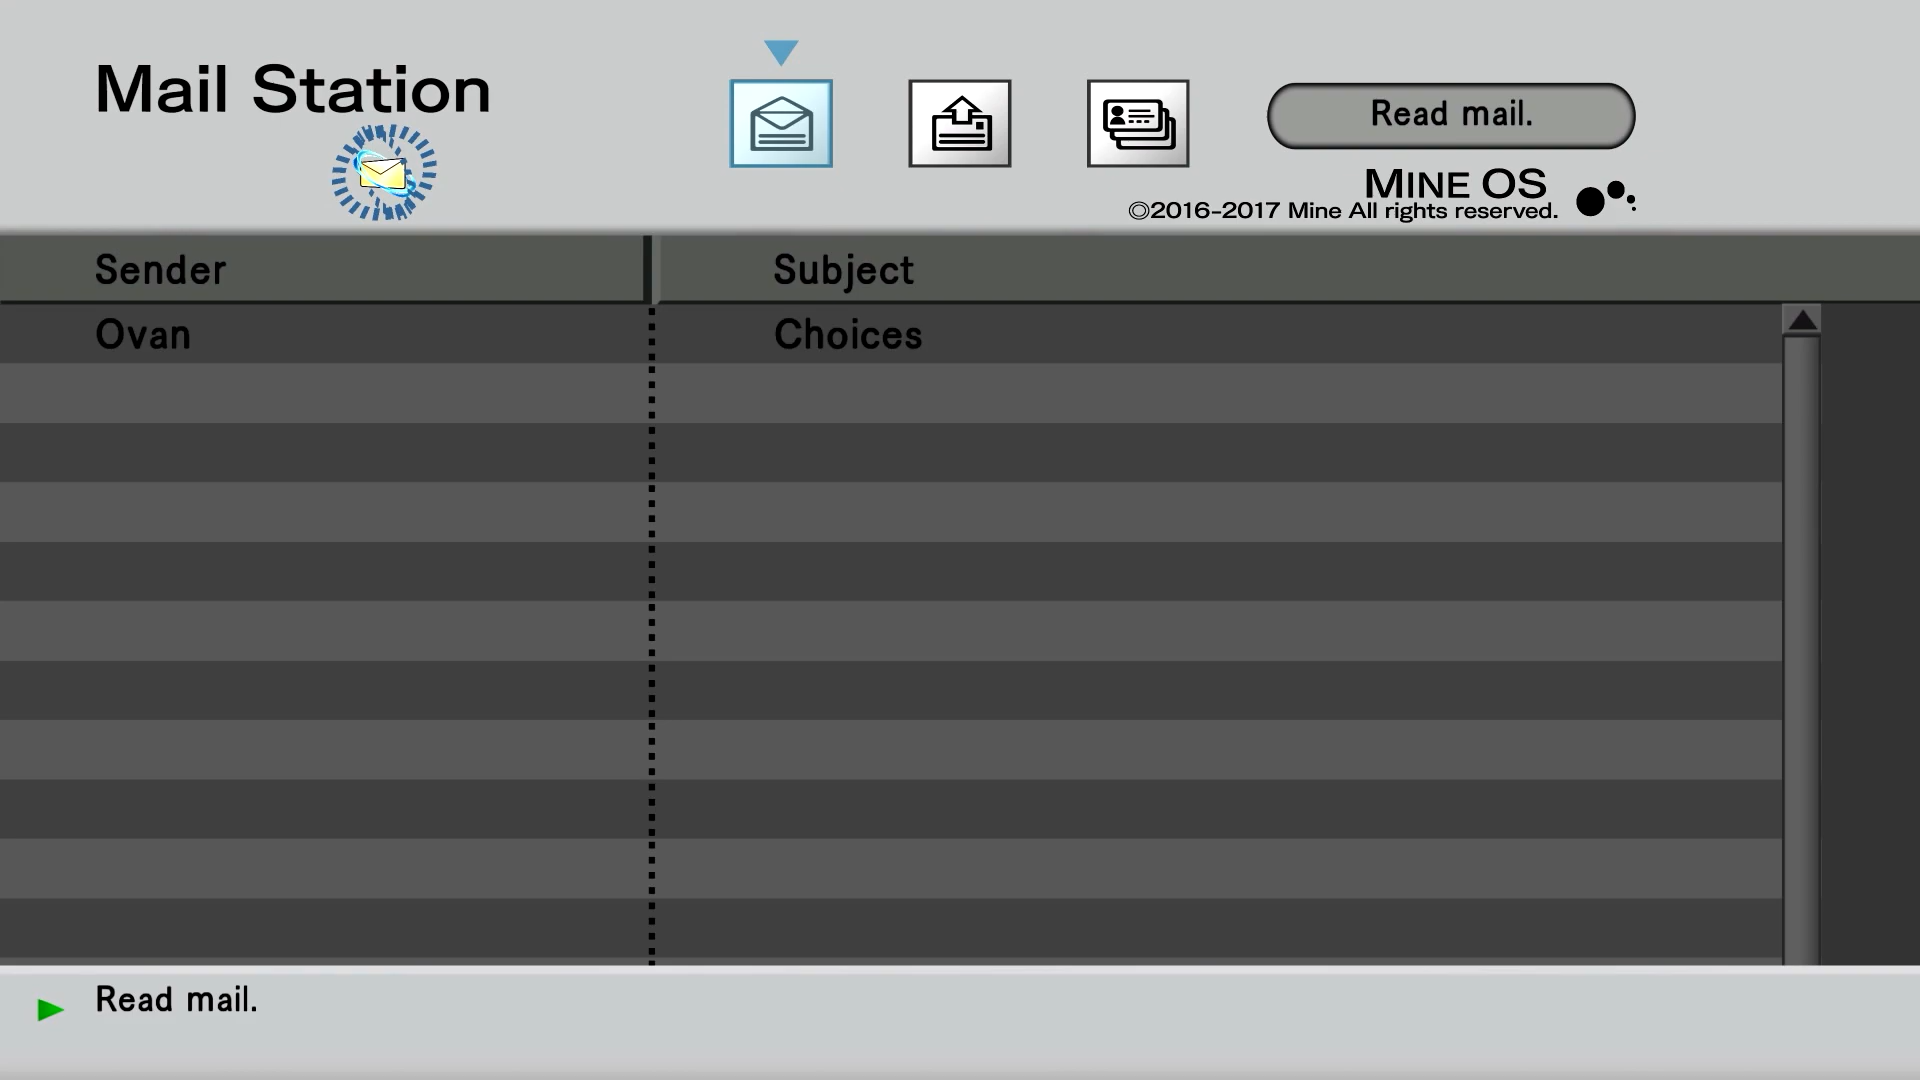 Mail Station
Read mail.
MINE OS
©2016-2017 Mine All rights reserved.
Sender
Subject
Ovan
Choices
Read mail.